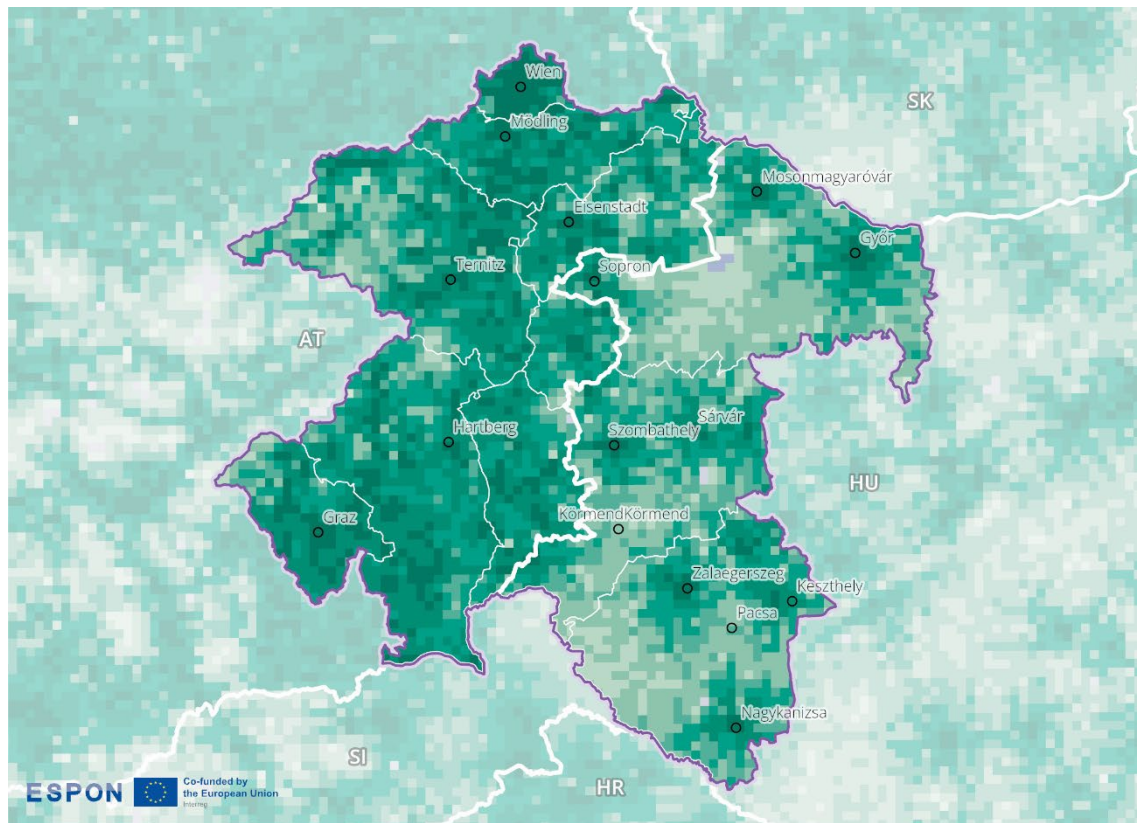 Wien
SK
Mödling
Mosonmagyaróvár
Eisenstadt
Győr
Ternitz
Sopron
AT
Sárvár
Hartberg
Szombathely
HU
KörmendKörmend
Graz
Zalaegerszeg
Keszthely
Pacsa
Nagykanizsa
SI
HR
ESPON
Co-funded by
the European Union
Interreg